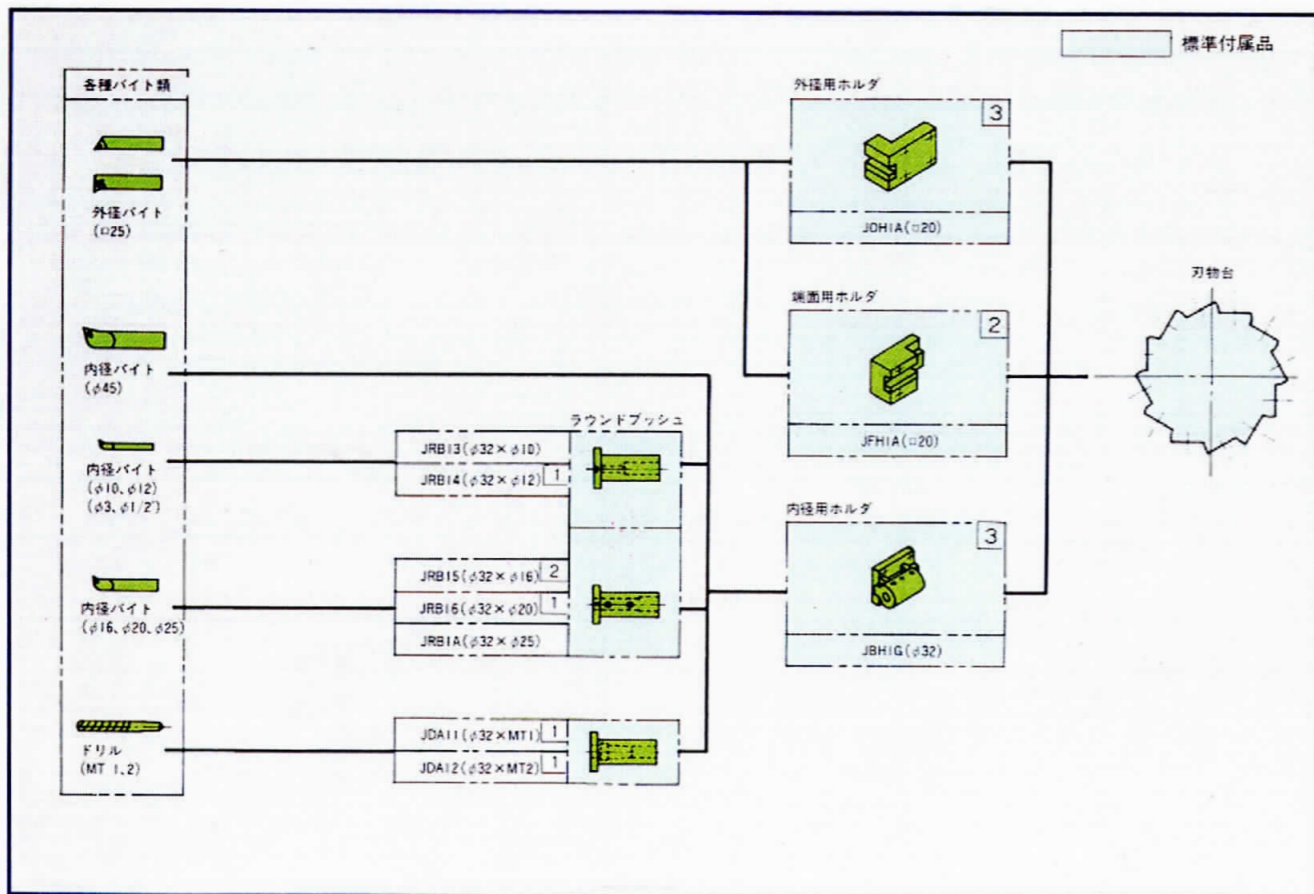 標準付属品
各種バイト類
外径バイト
(□25)
内径バイト
(φ45)
内径バイト
(φ10、φ12)
(φ3、φ1/2")
内径バイト
(φ16、φ20、φ25)
ドリル
(MT 1、2)
ラウンドブッシュ
JRB13(φ32×φ10)
JRB14(φ32×φ12)
1
JRB15(φ32×φ16)
2
JRB16(φ32×φ20)
1
JRB1A(φ32×φ25)
JDA11(φ32×MT1)
1
JDA12(φ32×MT2)
1
外径用ホルダ
3
JDH1A(□20)
端面用ホルダ
2
JFH1A(□20)
内径用ホルダ
3
JBH1G(φ32)
刃物台